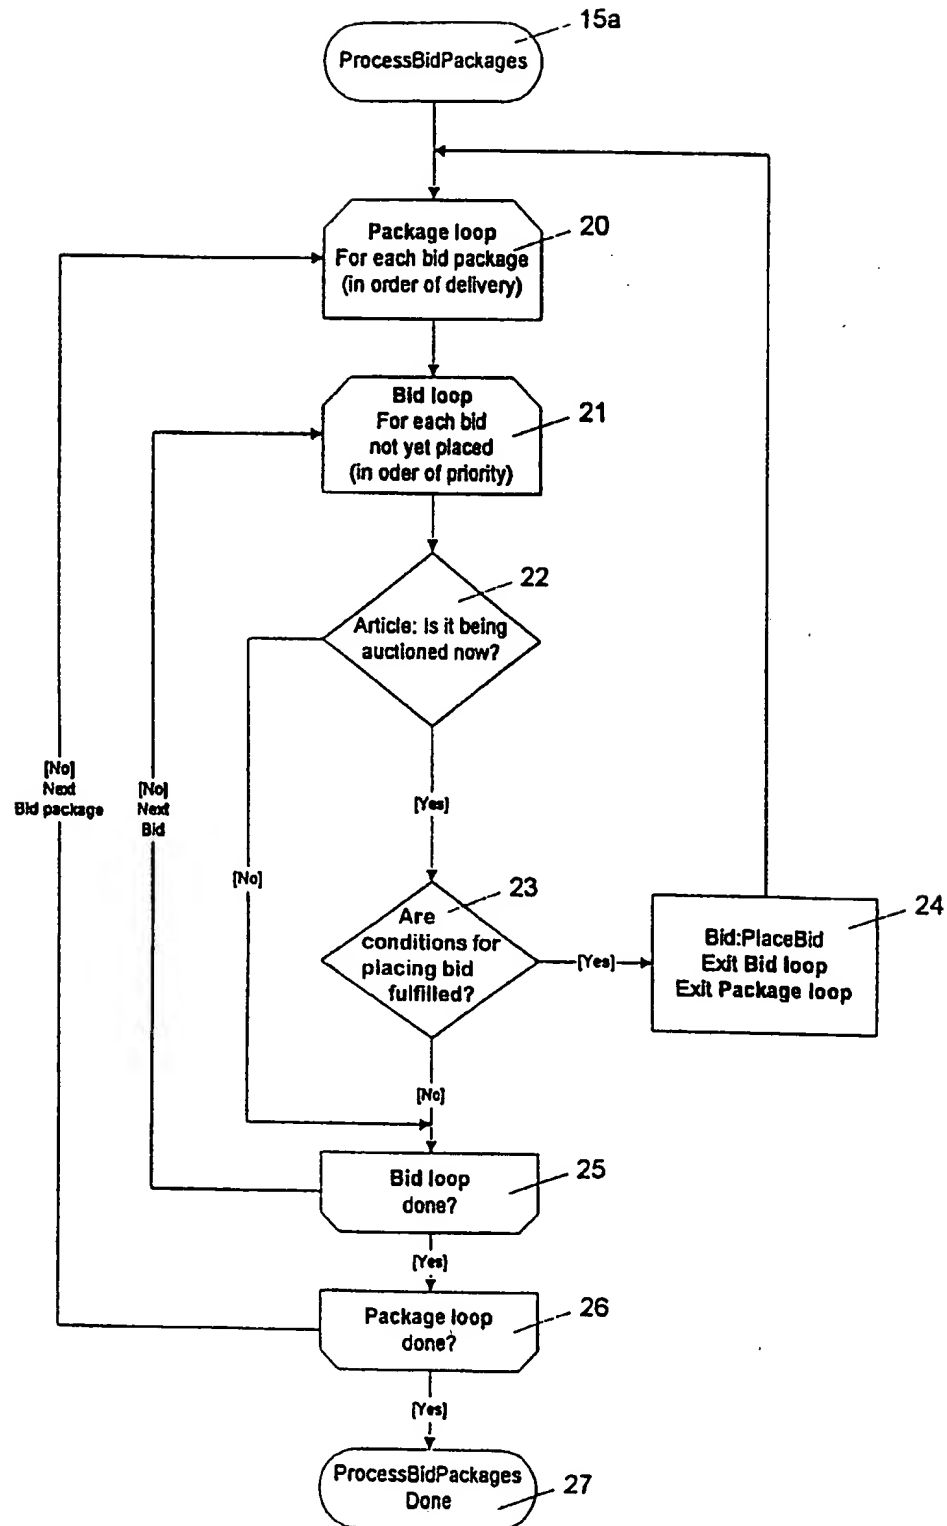 15a
ProcessBidPackages
20
Package loop
For each bid package
(in order of delivery)
21
Bid loop
For each bid
not yet placed
(in oder of priority)
22
Article: Is it being
auctioned now?
[No]
Next
Bid package
[No]
Next
Bid
[Yes]
[No]
23
Are
conditions for
placing bid
fulfilled?
[Yes]
24
Bid:PlaceBid
Exit Bid loop
Exit Package loop
[No]
25
Bid loop
done?
[Yes]
26
Package loop
done?
[Yes]
ProcessBidPackages
Done
27